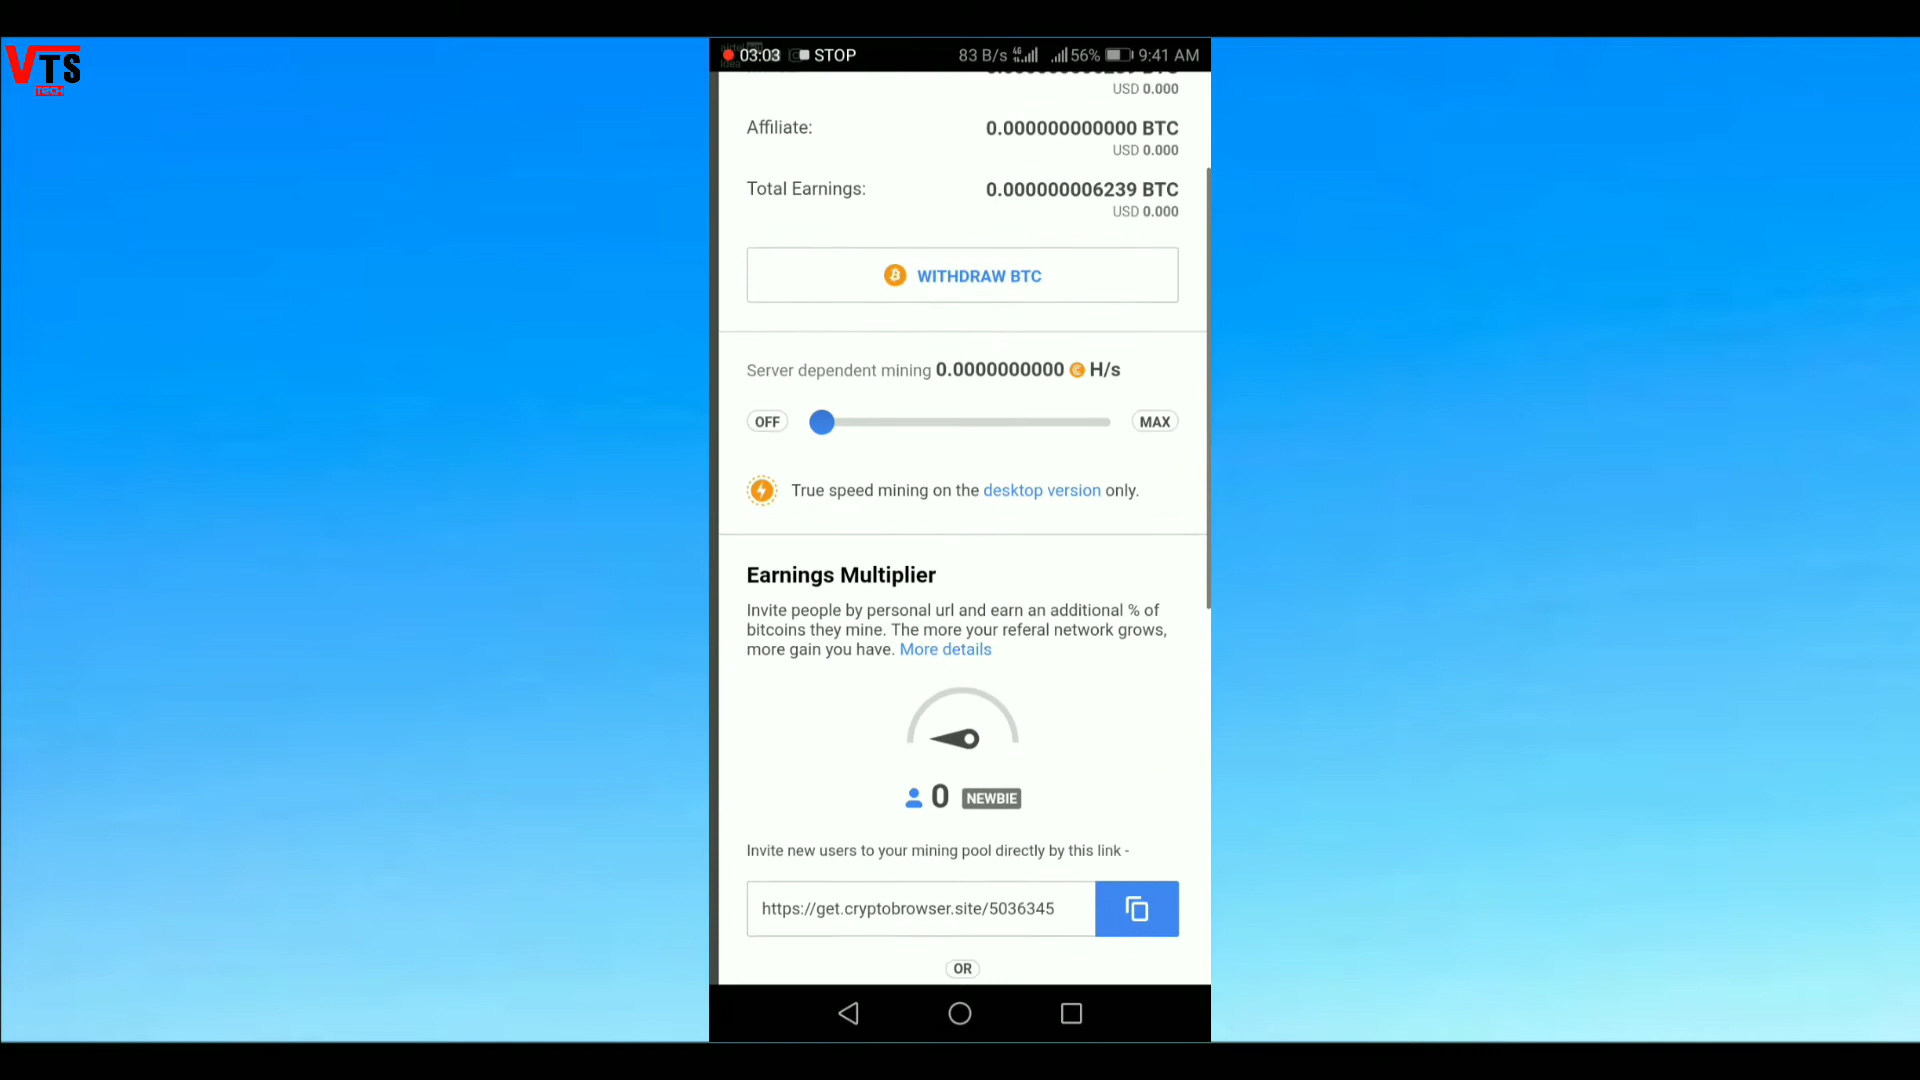 VTS
TECH
03:03 STOP 83 B/s 4G 56% 9:41 AM
USD 0.000
Affiliate: 0.000000000000 BTC
USD 0.000
Total Earnings: 0.000000006239 BTC
USD 0.000
WITHDRAW BTC
Server dependent mining 0.0000000000 H/s
OFF MAX
True speed mining on the desktop version only.
Earnings Multiplier
Invite people by personal url and earn an additional % of
bitcoins they mine. The more your referal network grows,
more gain you have. More details
0 NEWBIE
Invite new users to your mining pool directly by this link -
https://get.cryptobrowser.site/5036345
OR